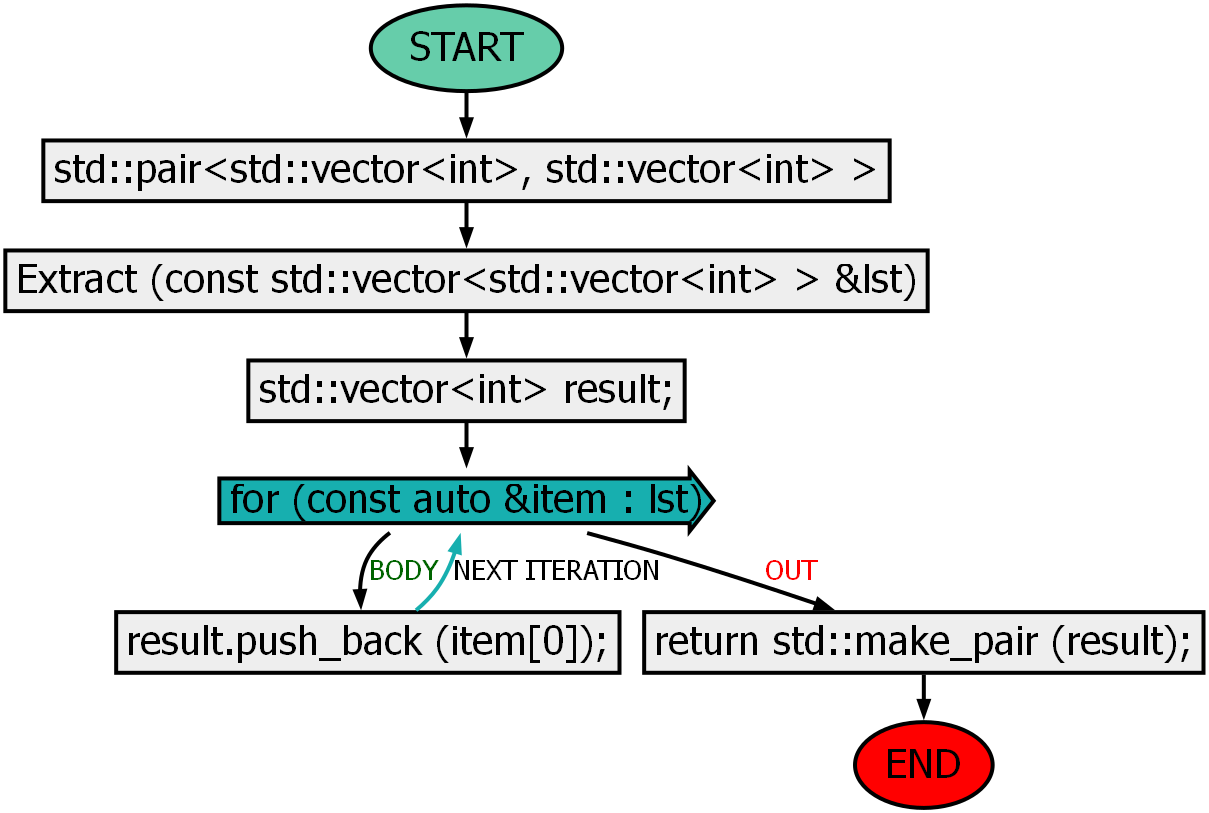 START
std::pair<std::vector<int>, std::vector<int> >
Extract (const std::vector<std::vector<int> > &lst)
std::vector<int> result;
for (const auto &item : lst)
BODY
NEXT ITERATION
OUT
result.push_back (item[0]);
return std::make_pair (result);
END